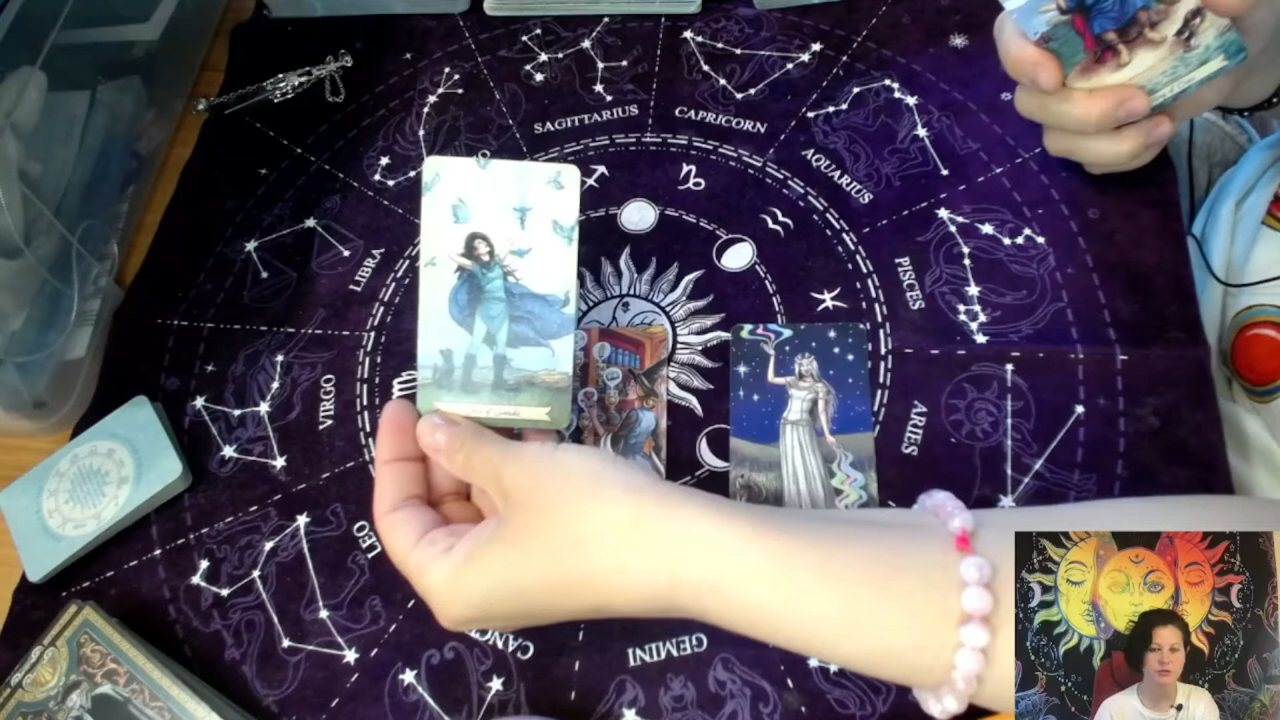 SAGITTARIUS
CAPRICORN
AQUARIUS
PISCES
ARIES
GEMINI
LEO
VIRGO
LIBRA